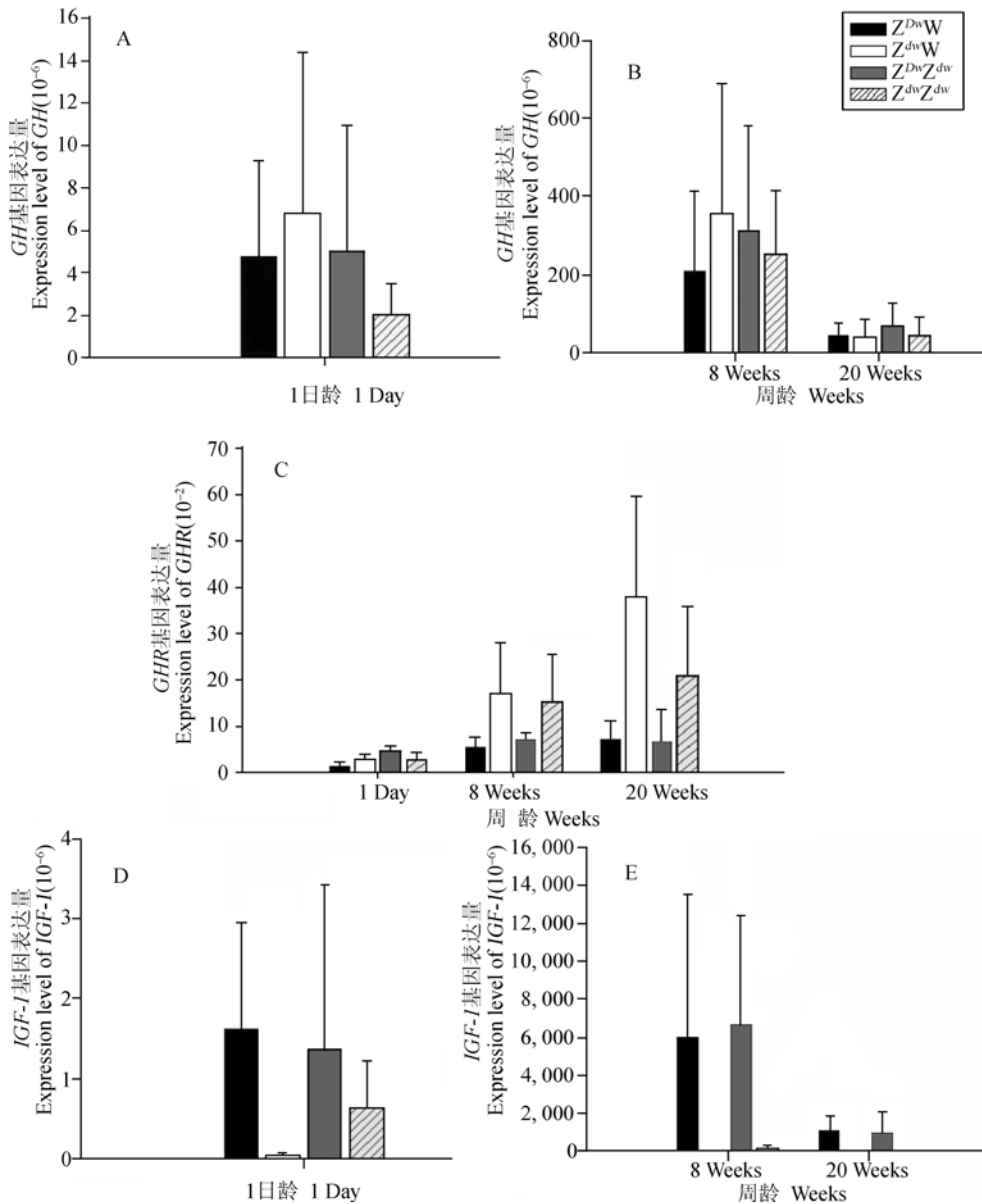 A
16
14
12
10
8
6
4
2
0
GH基因表达量
Expression level of GH(10⁻⁶)
1日龄 1 Day
B
800
600
400
200
0
GH基因表达量
Expression level of GH(10⁻⁶)
8 Weeks 20 Weeks
周龄 Weeks
Z^{Dw}W
Z^{dw}W
Z^{Dw}Z^{dw}
Z^{dw}Z^{dw}
C
70
60
50
40
30
20
10
0
GHR基因表达量
Expression level of GHR(10⁻²)
1 Day 8 Weeks 20 Weeks
周 龄 Weeks
D
4
3
2
1
0
IGF-1基因表达量
Expression level of IGF-1(10⁻⁶)
1日龄 1 Day
E
16, 000
14, 000
12, 000
10, 000
8, 000
6, 000
4, 000
2, 000
0
IGF-1基因表达量
Expression level of IGF-1(10⁻⁶)
8 Weeks 20 Weeks
周龄 Weeks